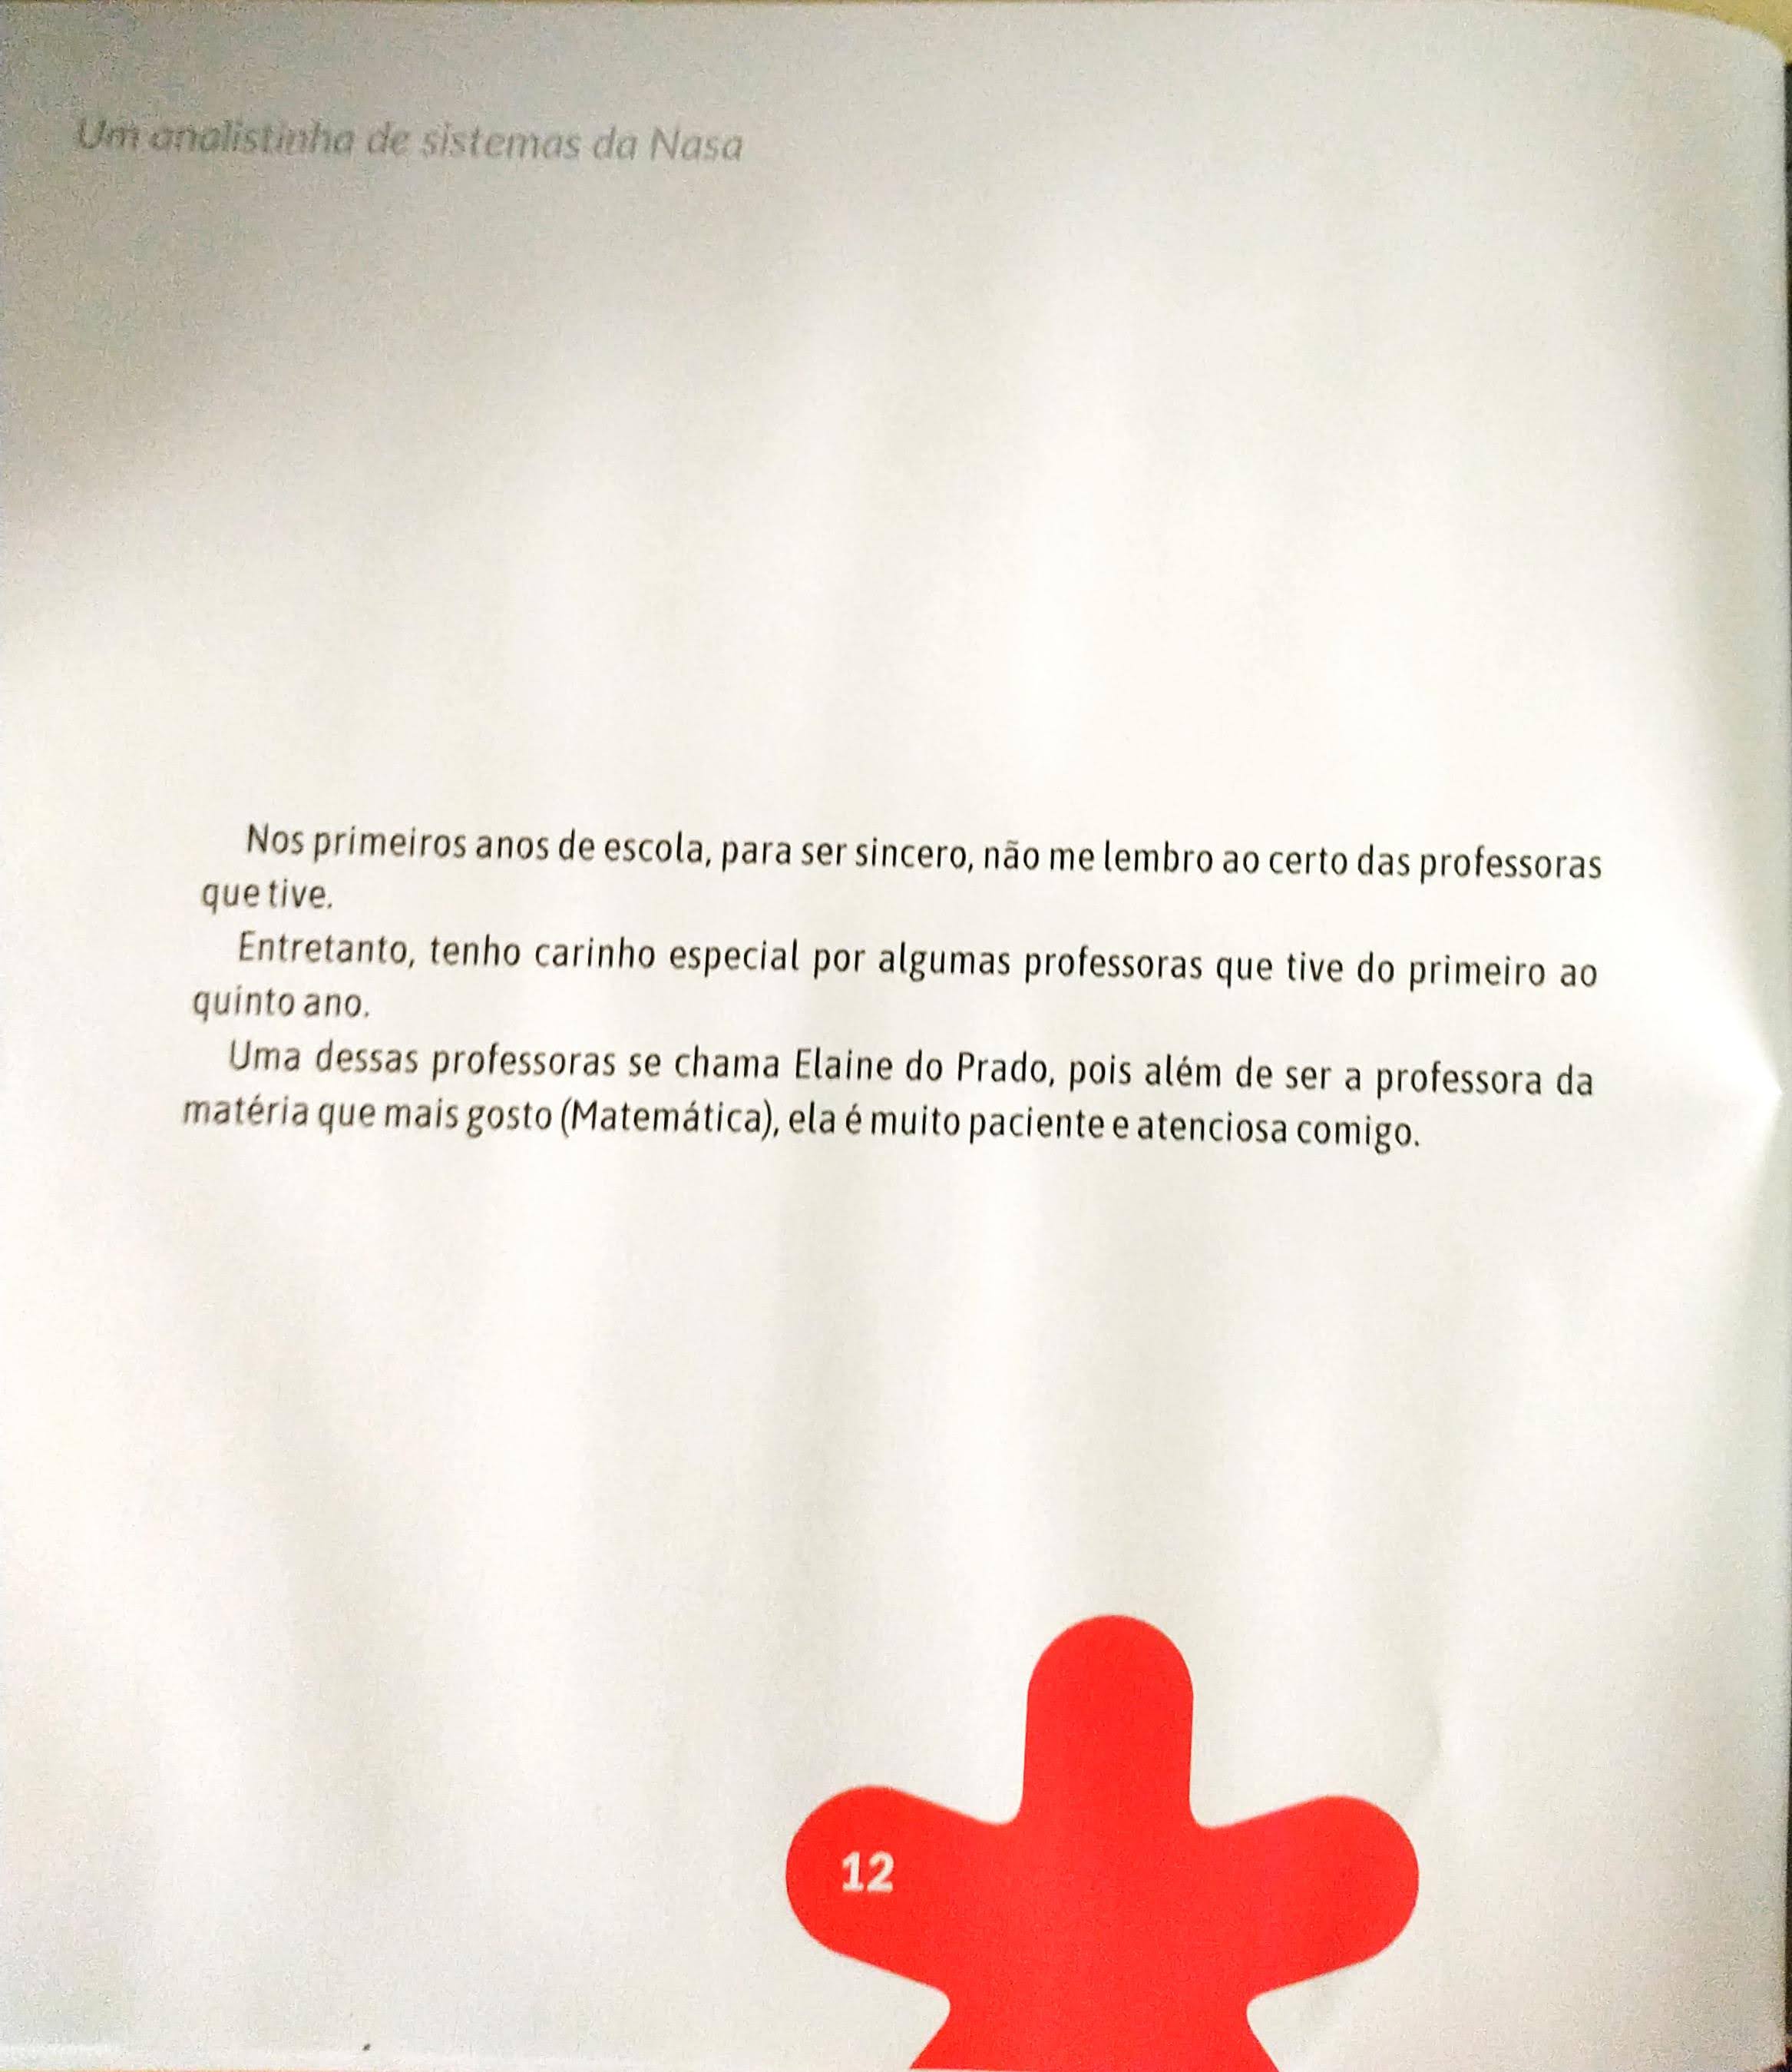 Um analistinha de sistemas da Nasa
Nos primeiros anos de escola, para ser sincero, não me lembro ao certo das professoras
que tive.
Entretanto, tenho carinho especial por algumas professoras que tive do primeiro ao
quinto ano.
Uma dessas professoras se chama Elaine do Prado, pois além de ser a professora da
matéria que mais gosto (Matemática), ela é muito paciente e atenciosa comigo.
12